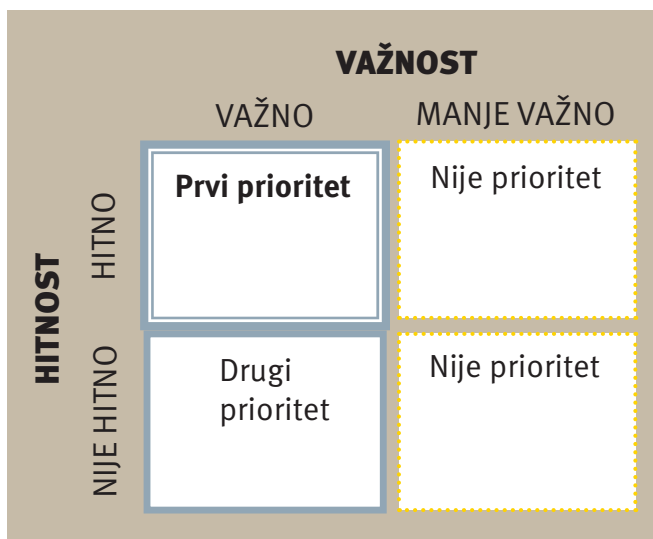 VAŽNOST
VAŽNO
MANJE VAŽNO
HITNOST
HITNO
Prvi prioritet
Nije prioritet
NIJE HITNO
Drugi
prioritet
Nije prioritet